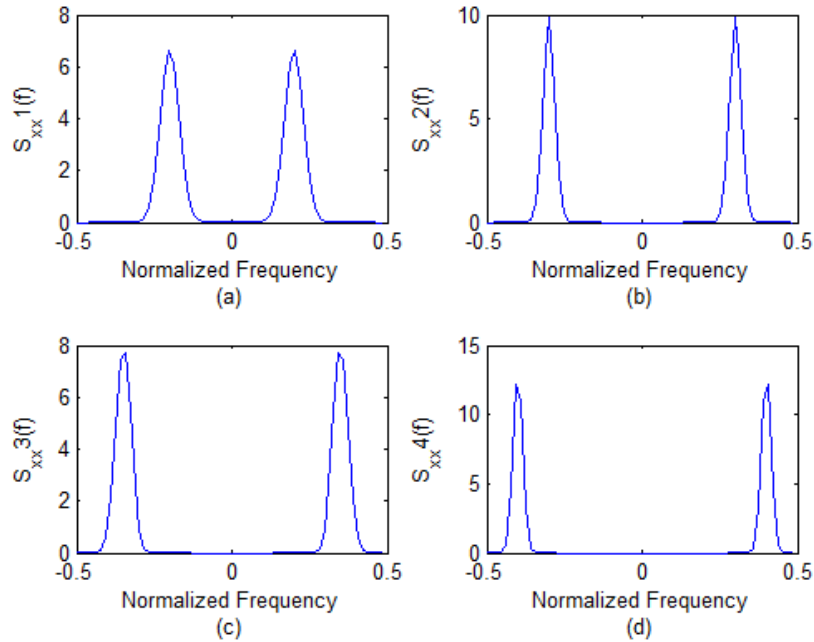 8
6
4
2
0
-0.5 0 0.5
S_xx1(f)
Normalized Frequency
(a)
10
5
0
-0.5 0 0.5
S_xx2(f)
Normalized Frequency
(b)
8
6
4
2
0
-0.5 0 0.5
S_xx3(f)
Normalized Frequency
(c)
15
10
5
0
-0.5 0 0.5
S_xx4(f)
Normalized Frequency
(d)